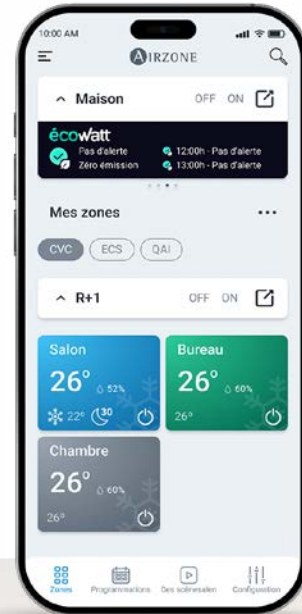 10:00 AM
AIRZONE
Maison OFF ON
écowatt
Pas d'alerte
Zéro émission
12:00h - Pas d'alerte
13:00h - Pas d'alerte
Mes zones
CVC ECS QAI
R+1 OFF ON
Salon
26° 52%
22° 30
Bureau
26° 60%
26°
Chambre
26° 60%
26°
Zones Programmations Des scènesalen Configuration